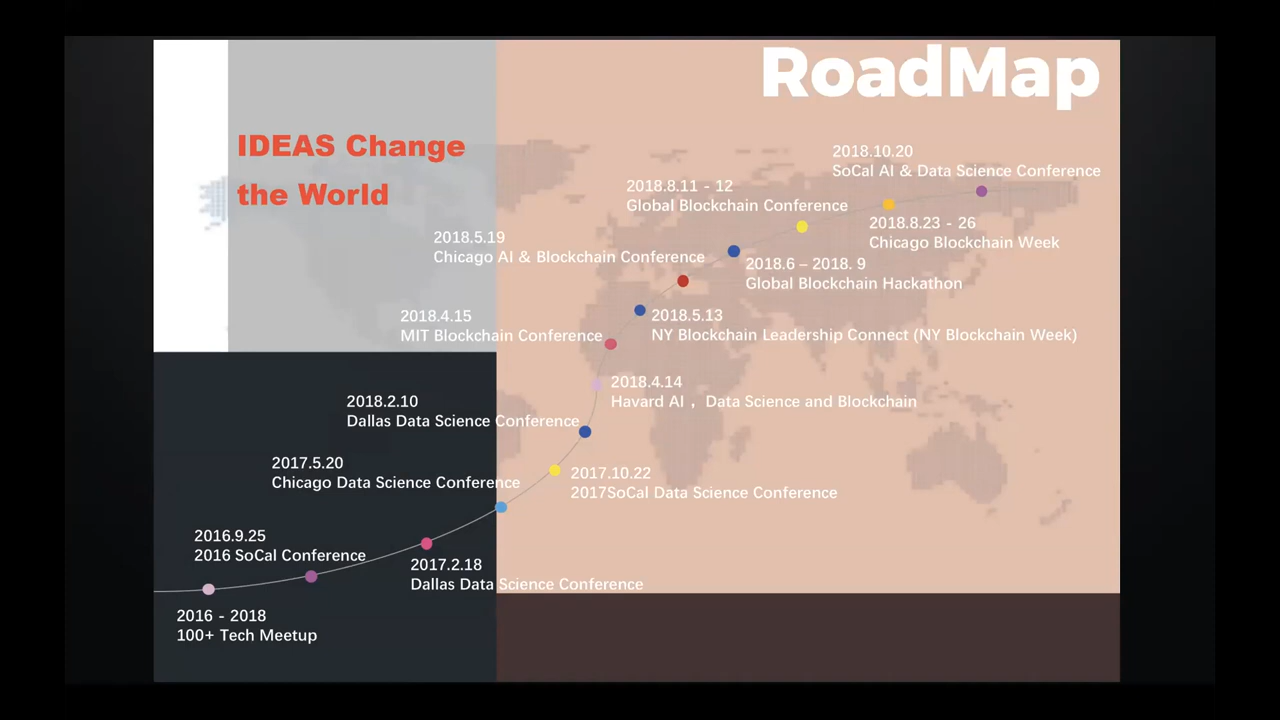 RoadMap
IDEAS Change
the World
2018.10.20
SoCal AI & Data Science Conference
2018.8.11 - 12
Global Blockchain Conference
2018.8.23 - 26
Chicago Blockchain Week
2018.5.19
Chicago AI & Blockchain Conference
2018.6 – 2018. 9
Global Blockchain Hackathon
2018.4.15
MIT Blockchain Conference
2018.5.13
NY Blockchain Leadership Connect (NY Blockchain Week)
2018.4.14
Havard AI ， Data Science and Blockchain
2018.2.10
Dallas Data Science Conference
2017.5.20
Chicago Data Science Conference
2017.10.22
2017SoCal Data Science Conference
2016.9.25
2016 SoCal Conference
2017.2.18
Dallas Data Science Conference
2016 - 2018
100+ Tech Meetup